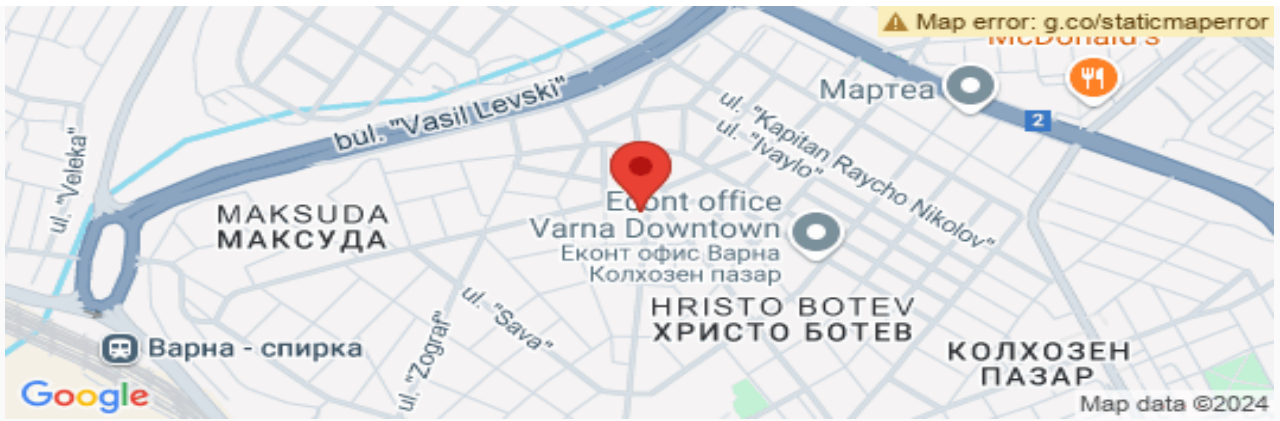 Map error: g.co/staticmaperror
McDonald's
Мартеа
2
bul. "Vasil Levski"
ul. "Veleka"
ul. "Kapitan Raycho Nikolov"
ul. "Ivaylo"
MAKSUDA
МАКСУДА
Econt office
Varna Downtown
Еконт офис Варна
Колхозен пазар
ul. "Sava"
ul. "Zograf"
HRISTO BOTEV
ХРИСТО БОТЕВ
Варна - спирка
КОЛХОЗЕН
ПАЗАР
Google
Map data ©2024